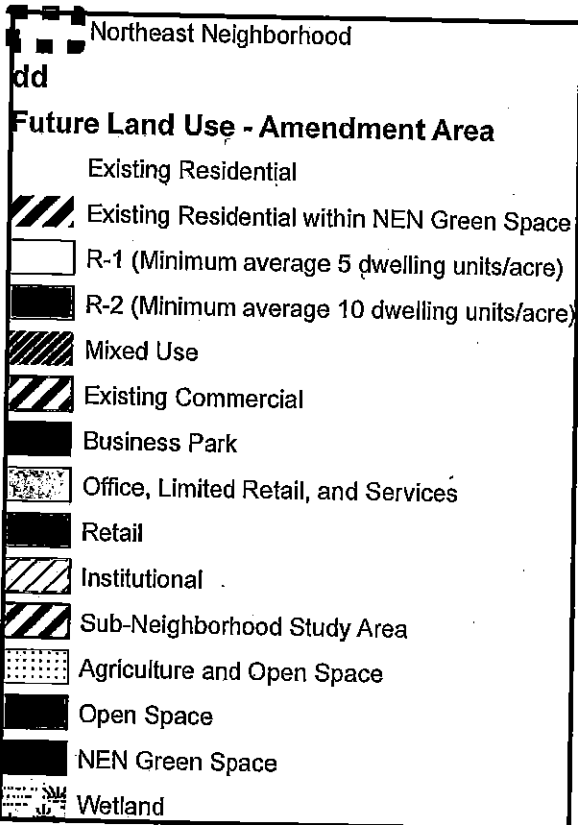 Northeast Neighborhood
dd
Future Land Use - Amendment Area
Existing Residential
Existing Residential within NEN Green Space
R-1 (Minimum average 5 dwelling units/acre)
R-2 (Minimum average 10 dwelling units/acre)
Mixed Use
Existing Commercial
Business Park
Office, Limited Retail, and Services
Retail
Institutional
Sub-Neighborhood Study Area
Agriculture and Open Space
Open Space
NEN Green Space
Wetland